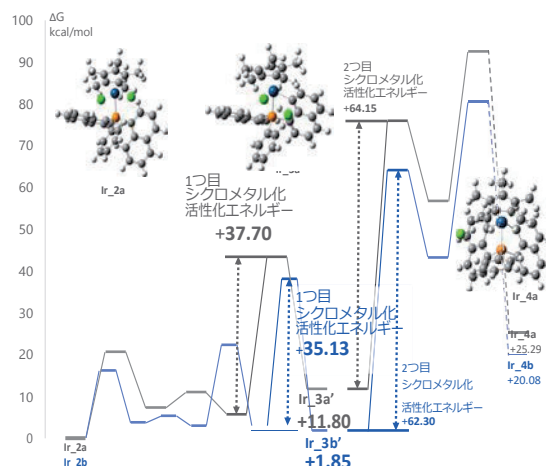 ΔG
kcal/mol
100
90
80
70
60
50
40
30
20
10
0
Ir_2a
1つ目
シクロメタル化
活性化エネルギー
+37.70
2つ目
シクロメタル化
活性化エネルギー
+64.15
1つ目
シクロメタル化
活性化エネルギー
+35.13
2つ目
シクロメタル化
活性化エネルギー
+62.30
Ir_3a'
+11.80
Ir_3b'
+1.85
Ir_4a
Ir_4a
+25.29
Ir_4b
+20.08
Ir_2a
Ir_2b